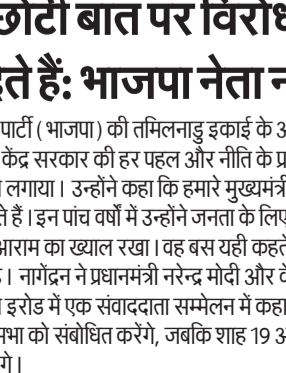 छोटी बात पर विरोध
हैं: भाजपा नेता
पार्टी ( भाजपा ) की तमिलनाडु इकाई के
केंद्र सरकार की हर पहल और नीति के
लगाया । उन्होंने कहा कि हमारे मुख्यमंत्री
हैं । इन पांच वर्षों में उन्होंने जनता के लिए
आराम का ख्याल रखा । वह बस यही कहते
। नागेंद्रन ने प्रधानमंत्री नरेन्द्र मोदी और
इरोड में एक संवाददाता सम्मेलन में कहा
को संबोधित करेंगे, जबकि शाह 19